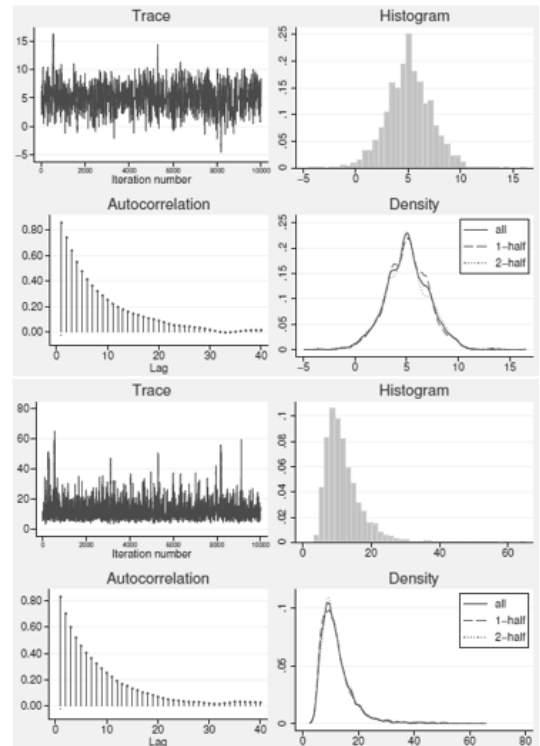 Trace
15
10
5
0
−5
0 2000 4000 6000 8000 10000
Iteration number
Histogram
.25
.2
.15
.1
.05
0
−5 0 5 10 15
Autocorrelation
0.80
0.60
0.40
0.20
0.00
0 10 20 30 40
Lag
Density
.25
.2
.15
.1
.05
0
all
1−half
2−half
−5 0 5 10 15
Trace
80
60
40
20
0
0 2000 4000 6000 8000 10000
Iteration number
Histogram
.1
.08
.06
.04
.02
0
0 20 40 60
Autocorrelation
0.80
0.60
0.40
0.20
0.00
0 10 20 30 40
Lag
Density
.1
.05
0
all
1−half
2−half
0 20 40 60 80